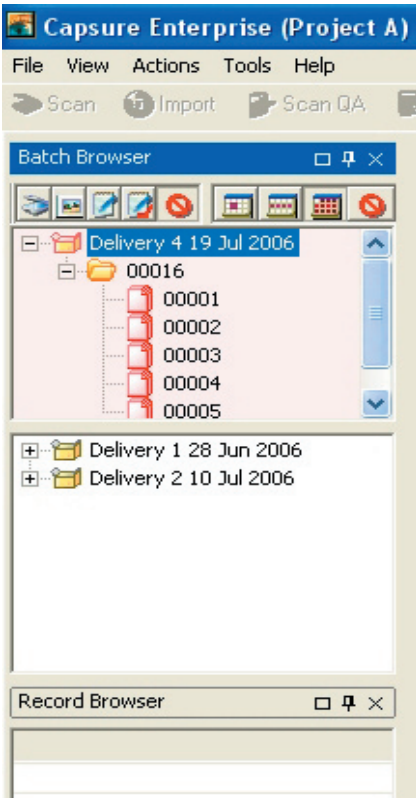 Capsure Enterprise (Project A)
File View Actions Tools Help
Scan Import Scan QA
Batch Browser
Delivery 4 19 Jul 2006
00016
00001
00002
00003
00004
00005
Delivery 1 28 Jun 2006
Delivery 2 10 Jul 2006
Record Browser